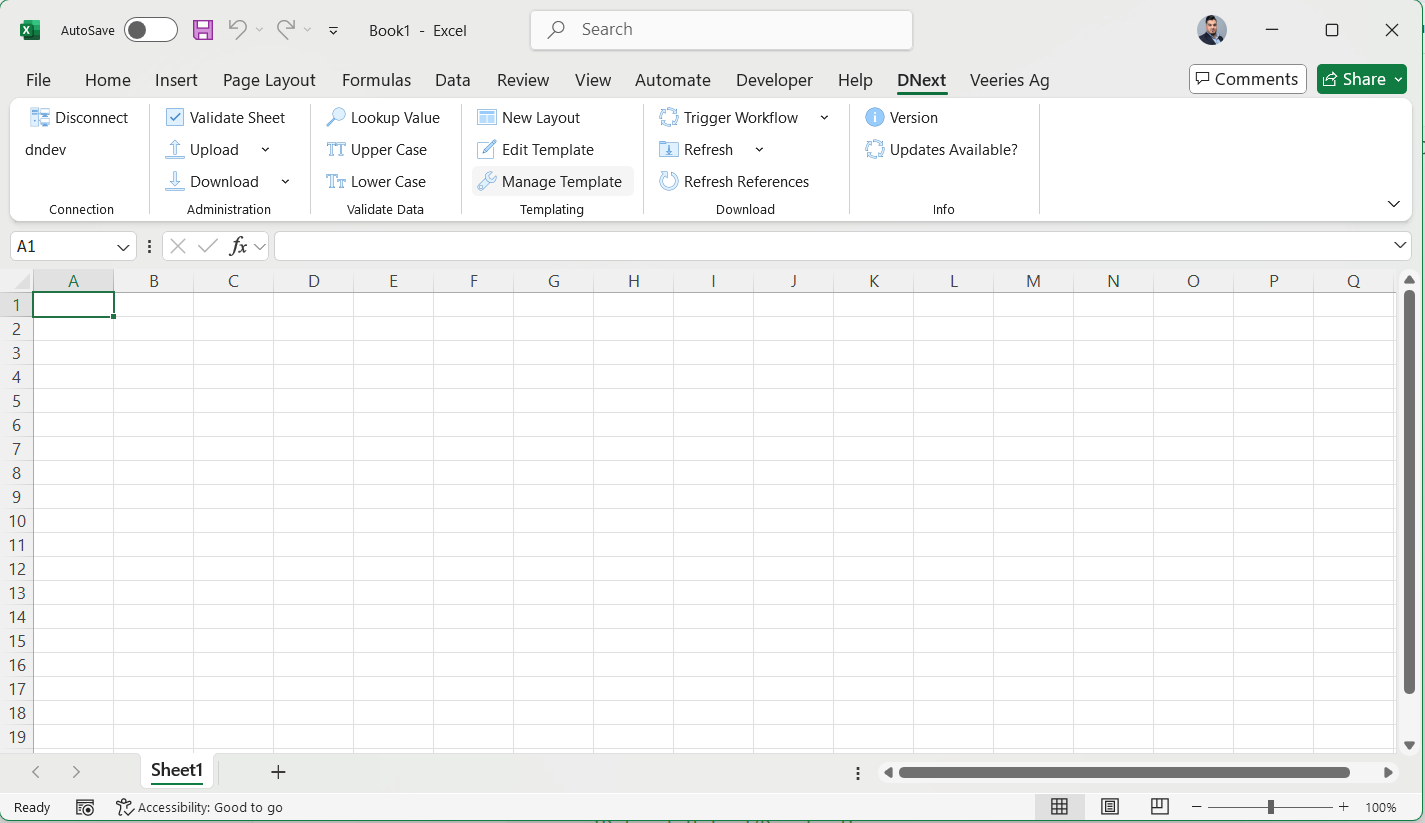 AutoSave Book1 - Excel Search
File Home Insert Page Layout Formulas Data Review View Automate Developer Help DNext Veeries Ag Comments Share
Disconnect Validate Sheet Lookup Value New Layout Trigger Workflow Version
dndev Upload Upper Case Edit Template Refresh Updates Available?
Download Lower Case Manage Template Refresh References
Connection Administration Validate Data Templating Download Info
A1 fx
A B C D E F G H I J K L M N O P Q
1
2
3
4
5
6
7
8
9
10
11
12
13
14
15
16
17
18
19
Sheet1
Ready Accessibility: Good to go 100%